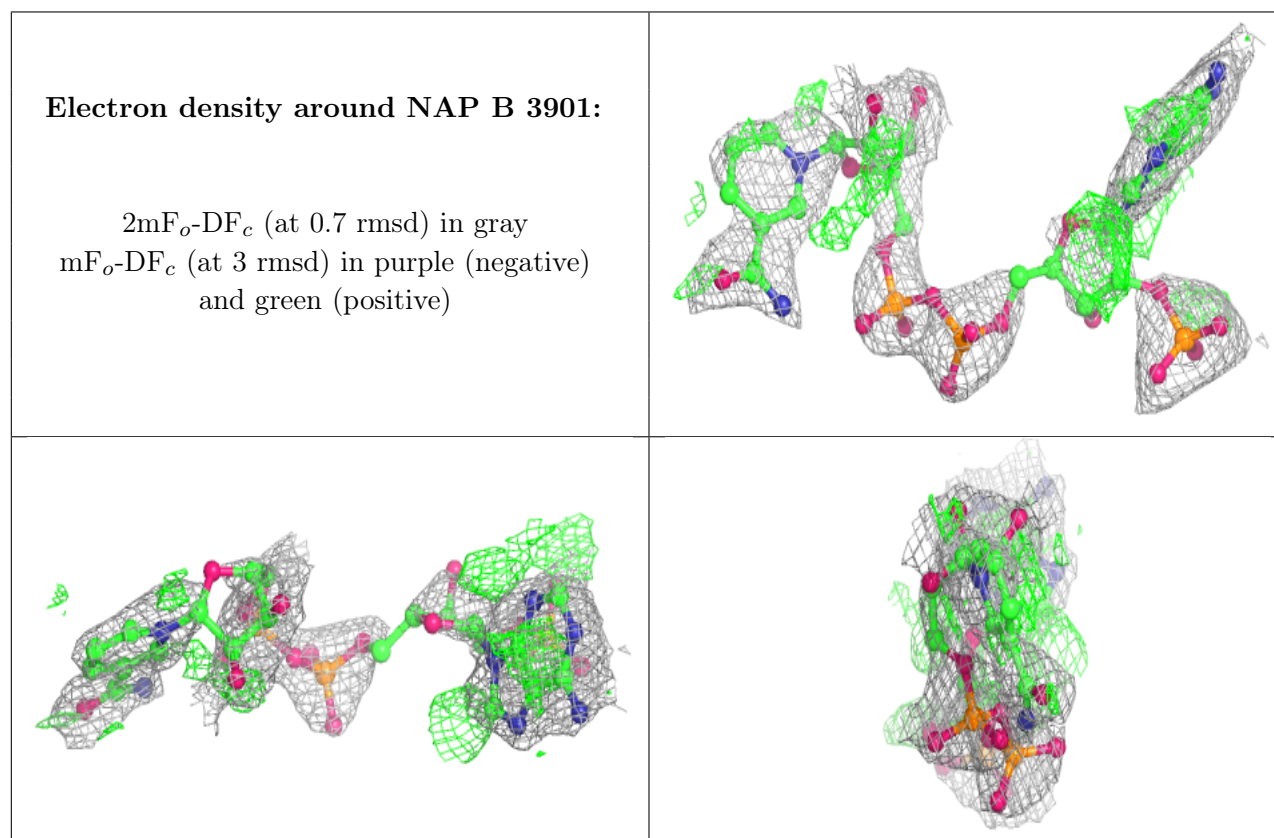 Electron density around NAP B 3901:
2mFo-DFc (at 0.7 rmsd) in gray
mFo-DFc (at 3 rmsd) in purple (negative)
and green (positive)